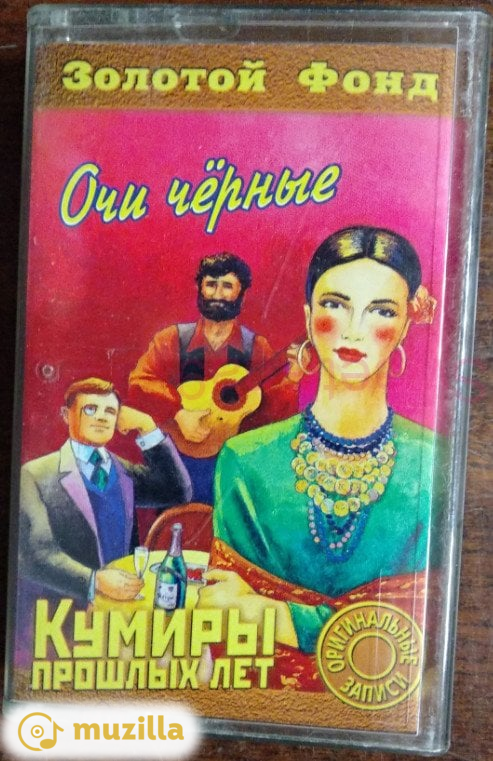 Золотой Фонд
Очи чёрные
Кумиры
прошлых лет
ОРИГИНАЛЬНЫЕ
ЗАПИСИ
muzilla